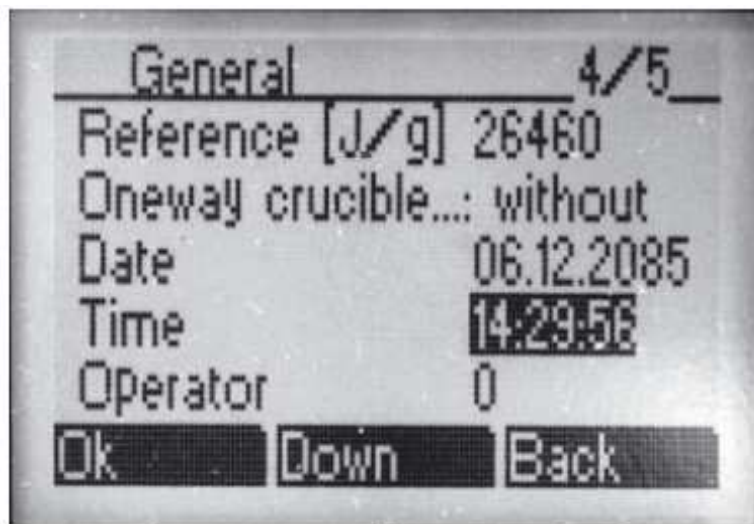 General 4/5
Reference [J/g] 26460
Oneway crucible...: without
Date 06.12.2085
Time 14:29:56
Operator 0
Ok Down Back